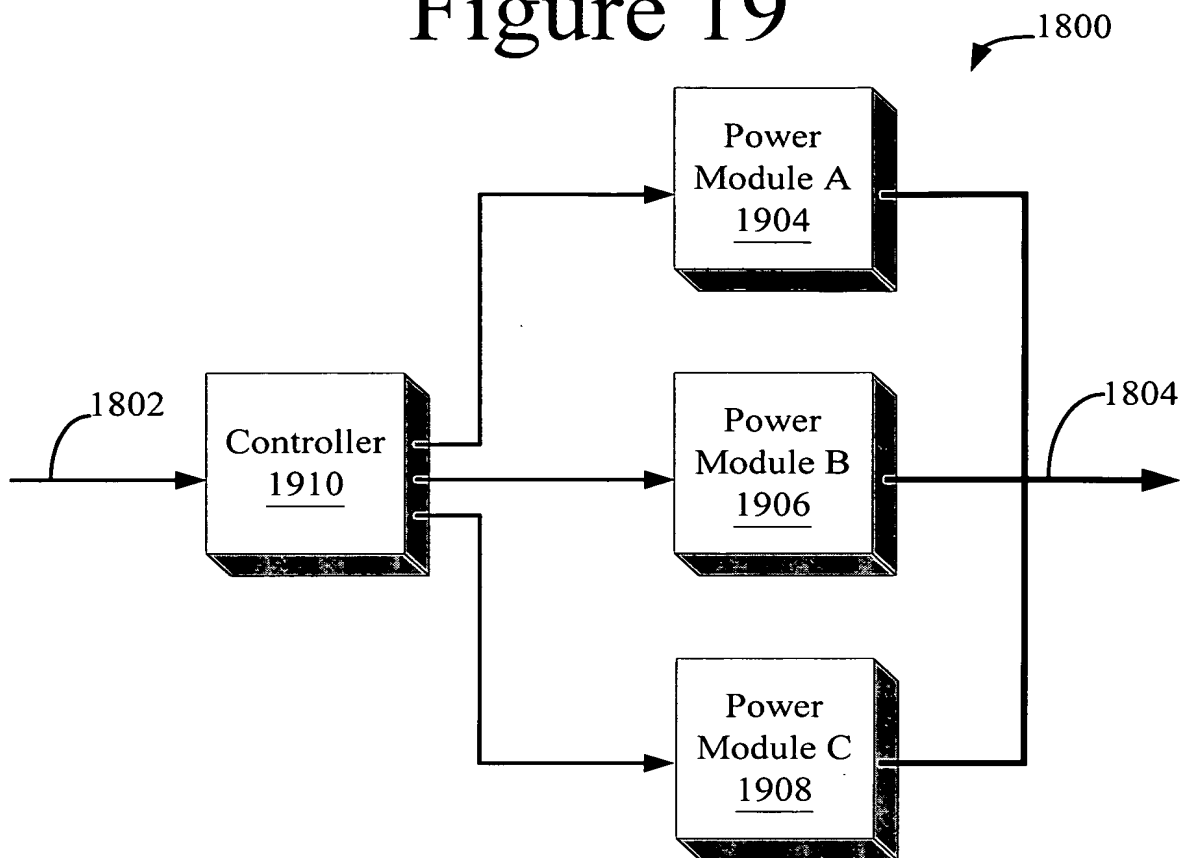 Figure 19
1800
Power
Module A
1904
1802
Controller
1910
Power
Module B
1906
1804
Power
Module C
1908